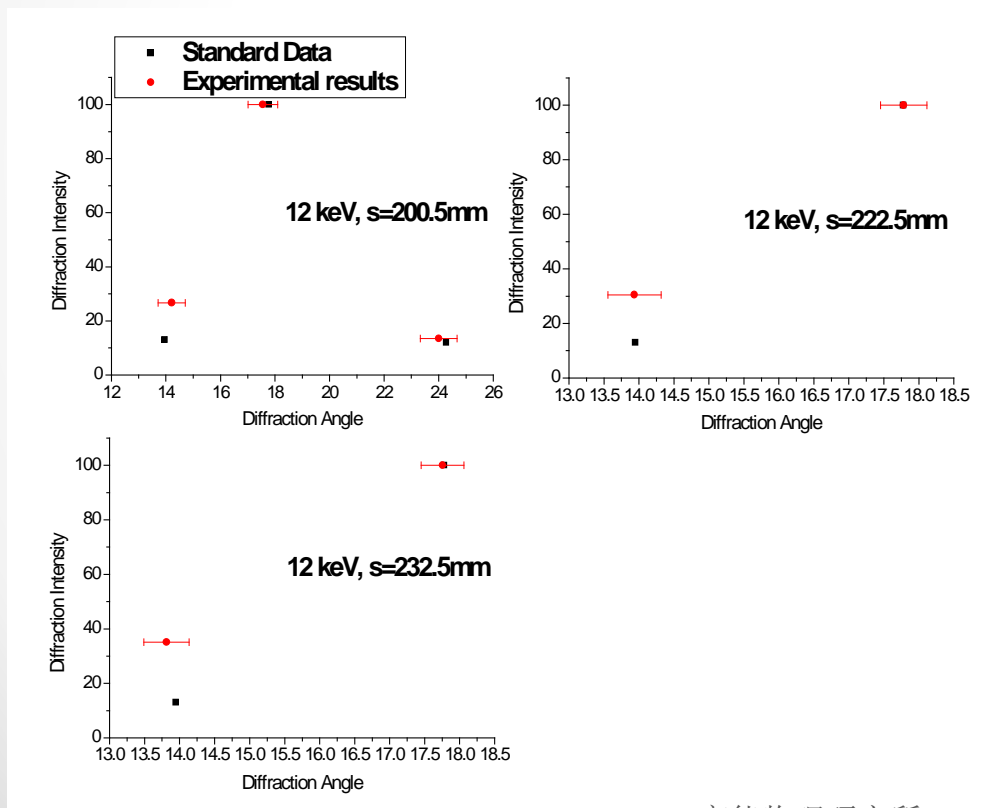 Standard Data
Experimental results
100
80
60
40
20
0
Diffraction Intensity
12 keV, s=200.5mm
12 14 16 18 20 22 24 26
Diffraction Angle
100
80
60
40
20
0
Diffraction Intensity
12 keV, s=222.5mm
13.0 13.5 14.0 14.5 15.0 15.5 16.0 16.5 17.0 17.5 18.0 18.5
Diffraction Angle
100
80
60
40
20
0
Diffraction Intensity
12 keV, s=232.5mm
13.0 13.5 14.0 14.5 15.0 15.5 16.0 16.5 17.0 17.5 18.0 18.5
Diffraction Angle